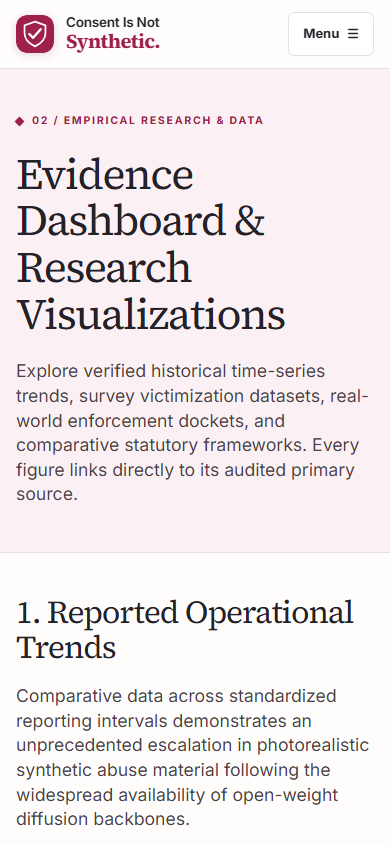 Consent Is Not
Synthetic.
Menu ☰
02 / EMPIRICAL RESEARCH & DATA
Evidence
Dashboard &
Research
Visualizations
Explore verified historical time-series
trends, survey victimization datasets, real-
world enforcement dockets, and
comparative statutory frameworks. Every
figure links directly to its audited primary
source.
1. Reported Operational
Trends
Comparative data across standardized
reporting intervals demonstrates an
unprecedented escalation in photorealistic
synthetic abuse material following the
widespread availability of open-weight
diffusion backbones.